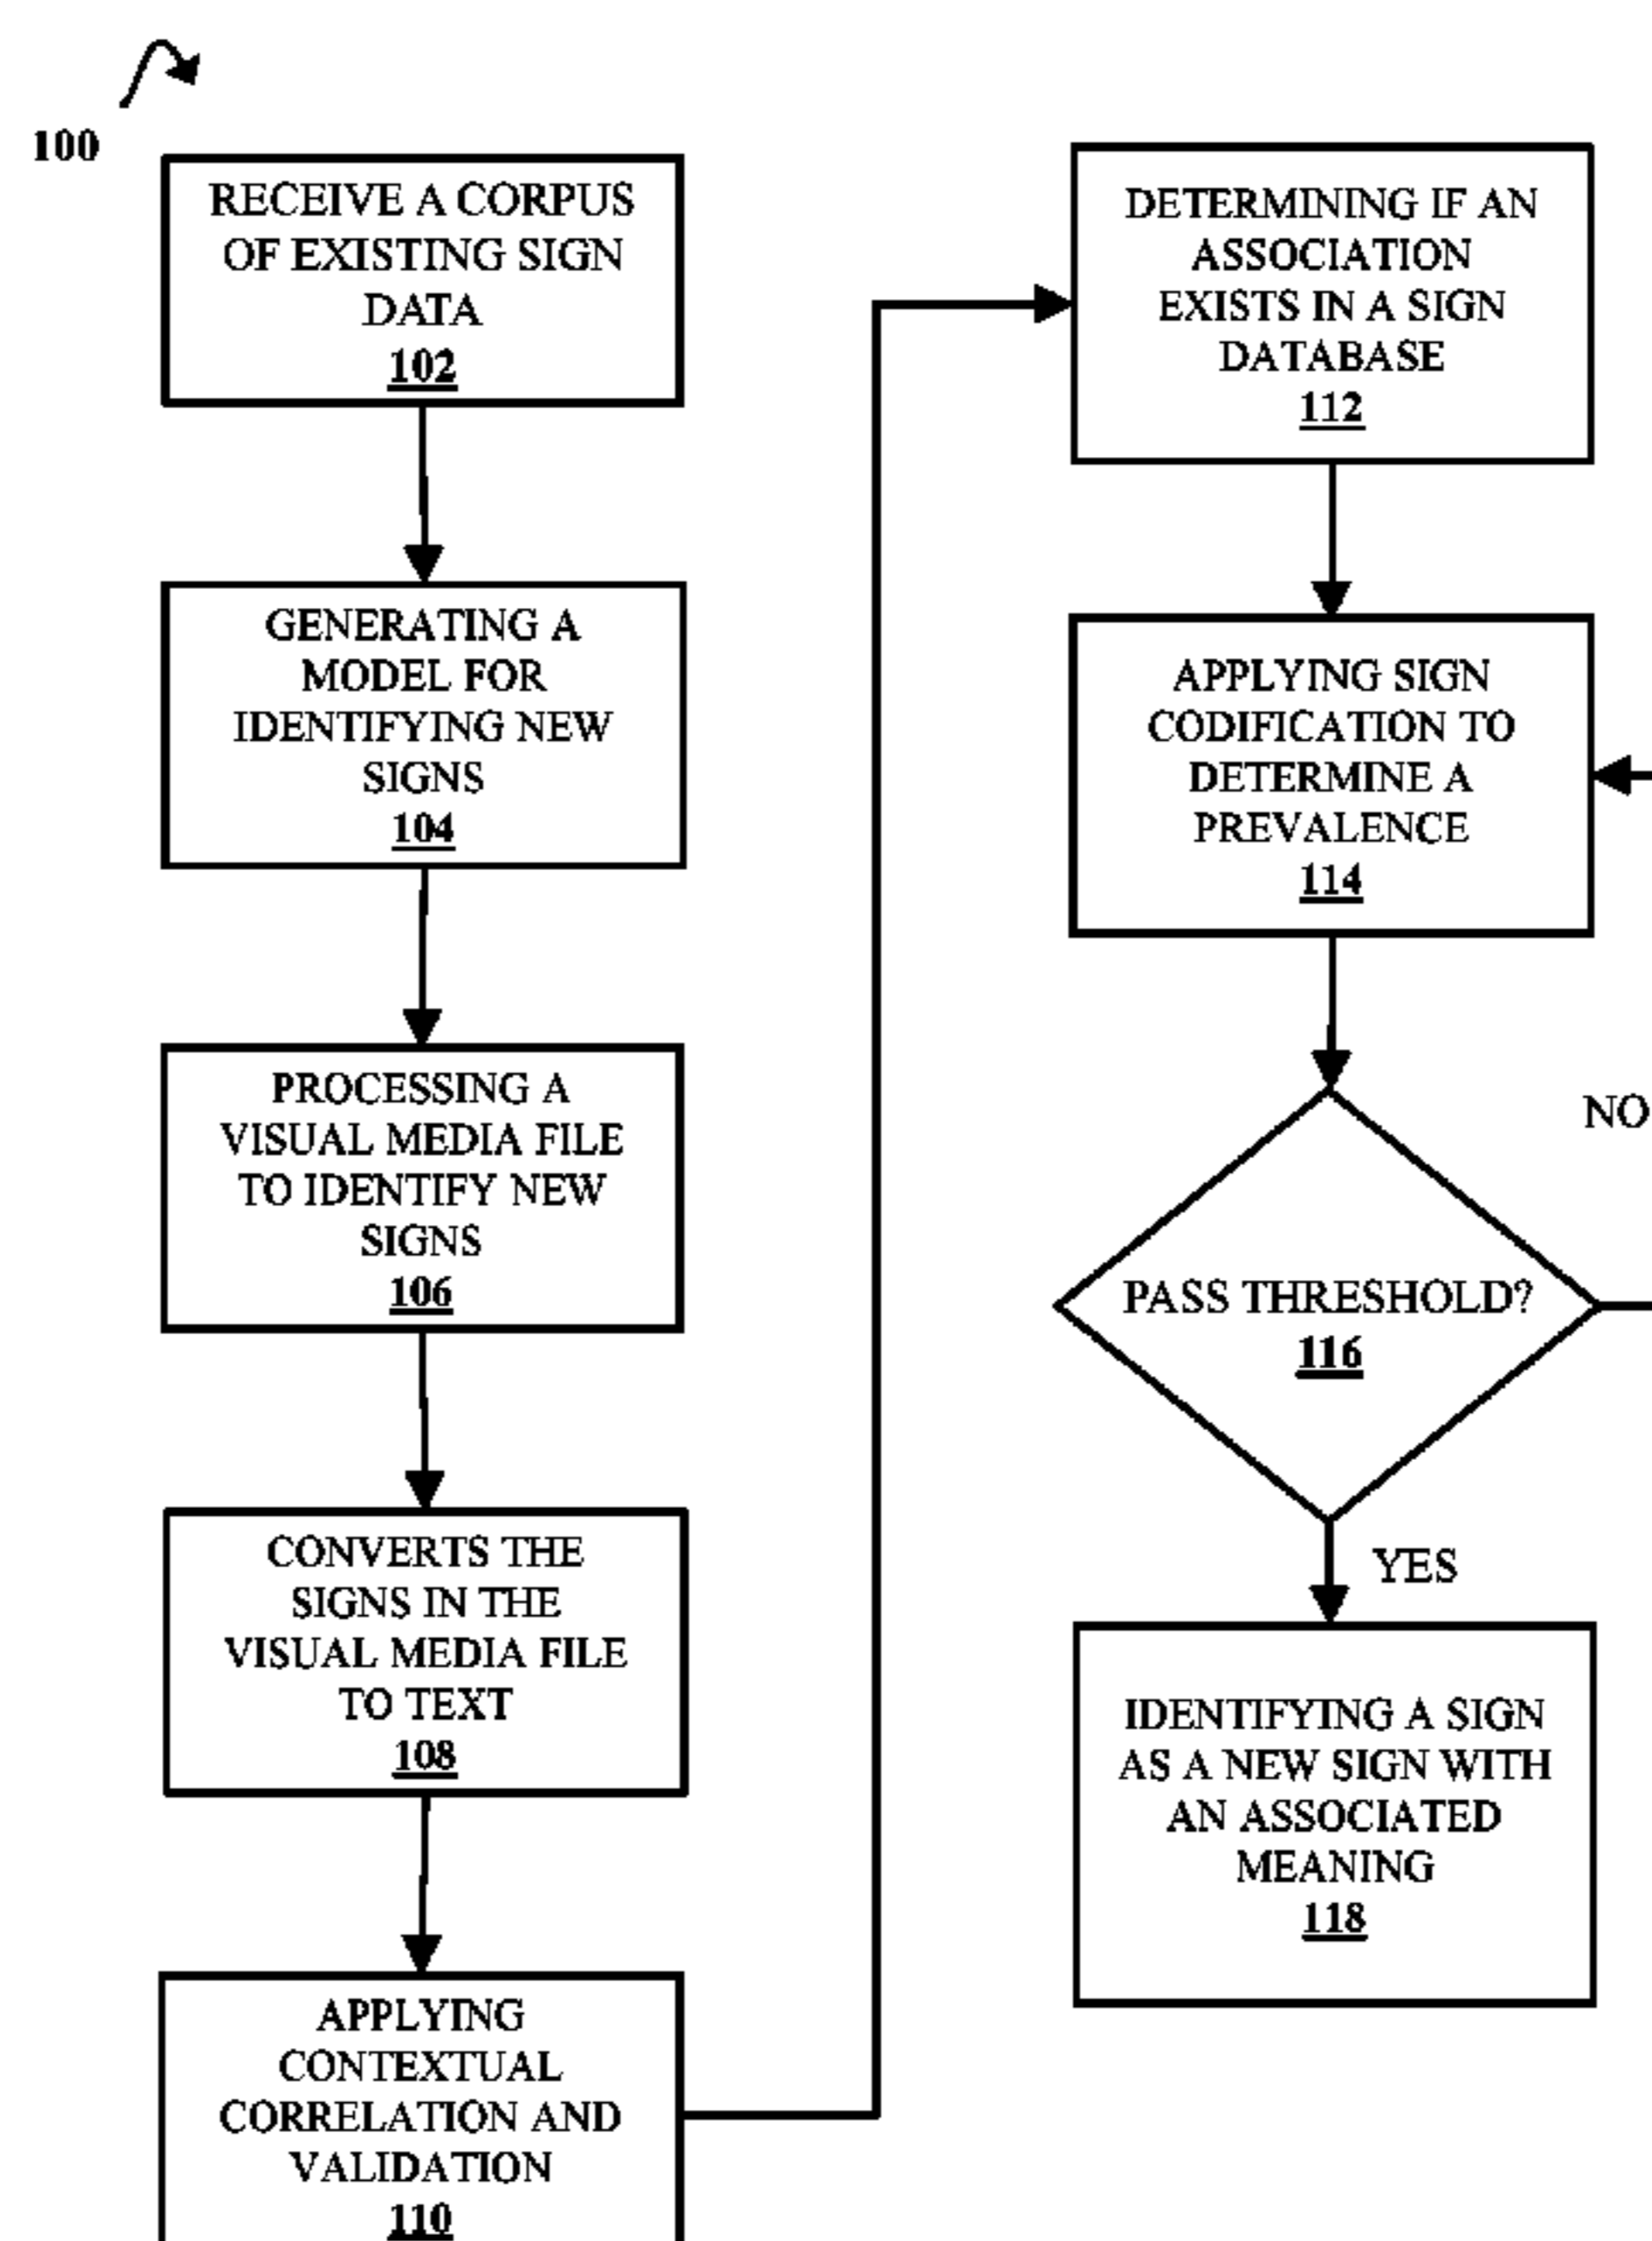 100
RECEIVE A CORPUS
OF EXISTING SIGN
DATA
102
GENERATING A
MODEL FOR
IDENTIFYING NEW
SIGNS
104
PROCESSING A
VISUAL MEDIA FILE
TO IDENTIFY NEW
SIGNS
106
CONVERTS THE
SIGNS IN THE
VISUAL MEDIA FILE
TO TEXT
108
APPLYING
CONTEXTUAL
CORRELATION AND
VALIDATION
110
DETERMINING IF AN
ASSOCIATION
EXISTS IN A SIGN
DATABASE
112
APPLYING SIGN
CODIFICATION TO
DETERMINE A
PREVALENCE
114
NO
PASS THRESHOLD?
116
YES
IDENTIFYING A SIGN
AS A NEW SIGN WITH
AN ASSOCIATED
MEANING
118